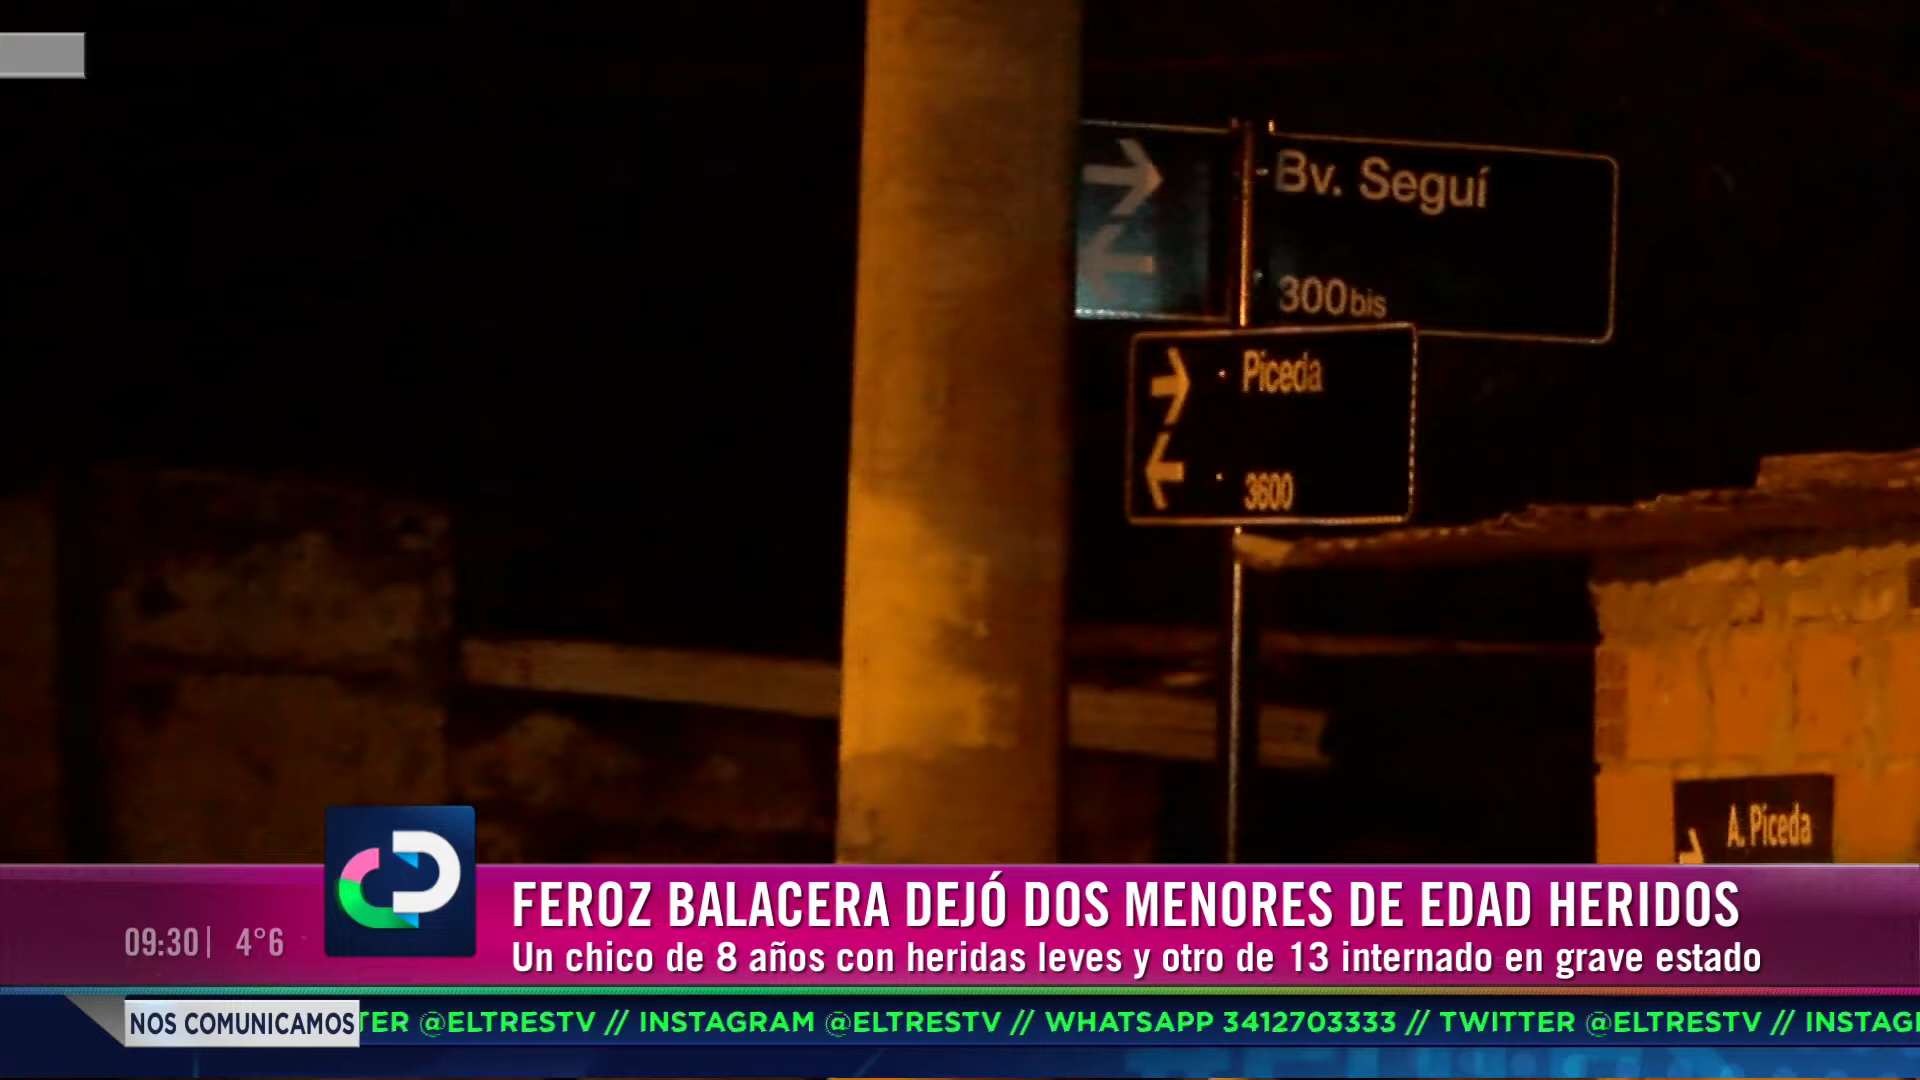 Bv. Seguí
300 bis
Piceda
3600
A. Piceda
FEROZ BALACERA DEJÓ DOS MENORES DE EDAD HERIDOS
Un chico de 8 años con heridas leves y otro de 13 internado en grave estado
09:30| 4°6
NOS COMUNICAMOS
TER @ELTRESTV // INSTAGRAM @ELTRESTV // WHATSAPP 3412703333 // TWITTER @ELTRESTV // INSTAG